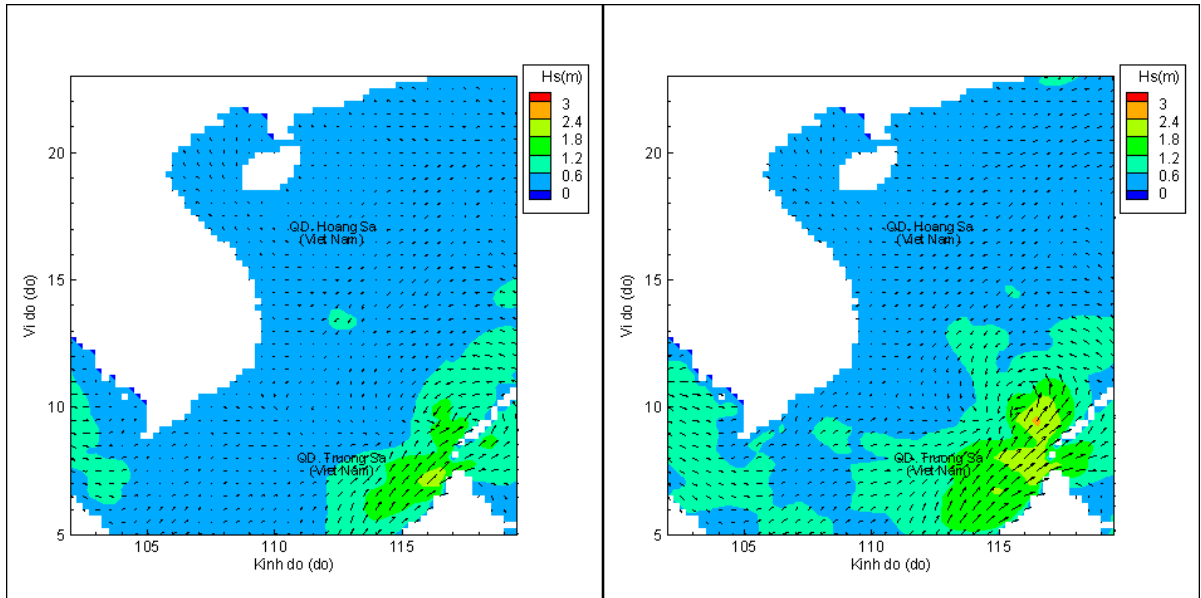 Hs(m)
3
2.4
1.8
1.2
0.6
0
20
15
10
5
Vi do (do)
QD. Hoang Sa
(Viet Nam)
QD. Truong Sa
(Viet Nam)
105
110
115
Kinh do (do)
Hs(m)
3
2.4
1.8
1.2
0.6
0
20
15
10
5
Vi do (do)
QD. Hoang Sa
(Viet Nam)
QD. Truong Sa
(Viet Nam)
105
110
115
Kinh do (do)